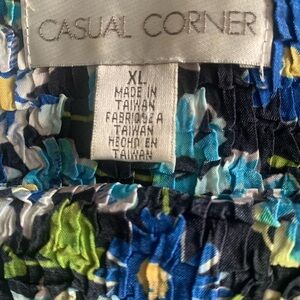 CASUAL CORNER
XL
MADE IN
TAIWAN
FABRIQUE A
TAIWAN
HECHO EN
TAIWAN